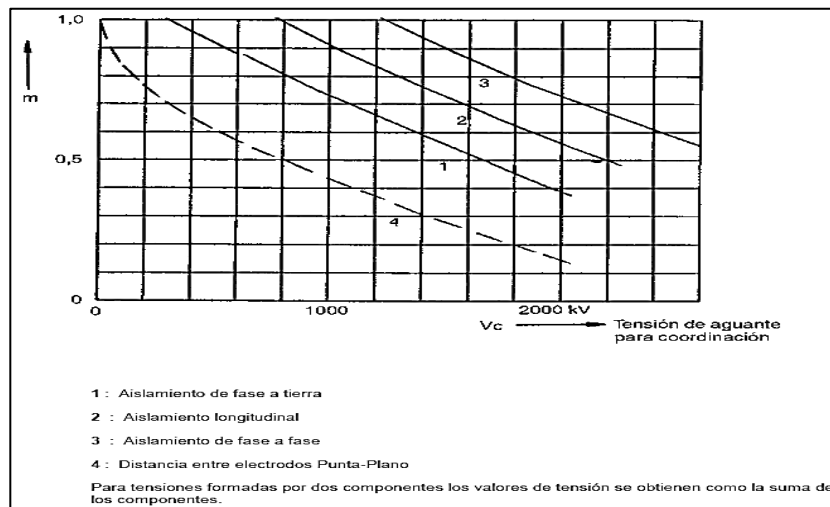 1,0
m
3
2
0,5
1
4
0
0
1000
2000 kV
Vc
Tensión de aguante
para coordinación
1 : Aislamiento de fase a tierra
2 : Aislamiento longitudinal
3 : Aislamiento de fase a fase
4 : Distancia entre electrodos Punta-Plano
Para tensiones formadas por dos componentes los valores de tensión se obtienen como la suma de
los componentes.